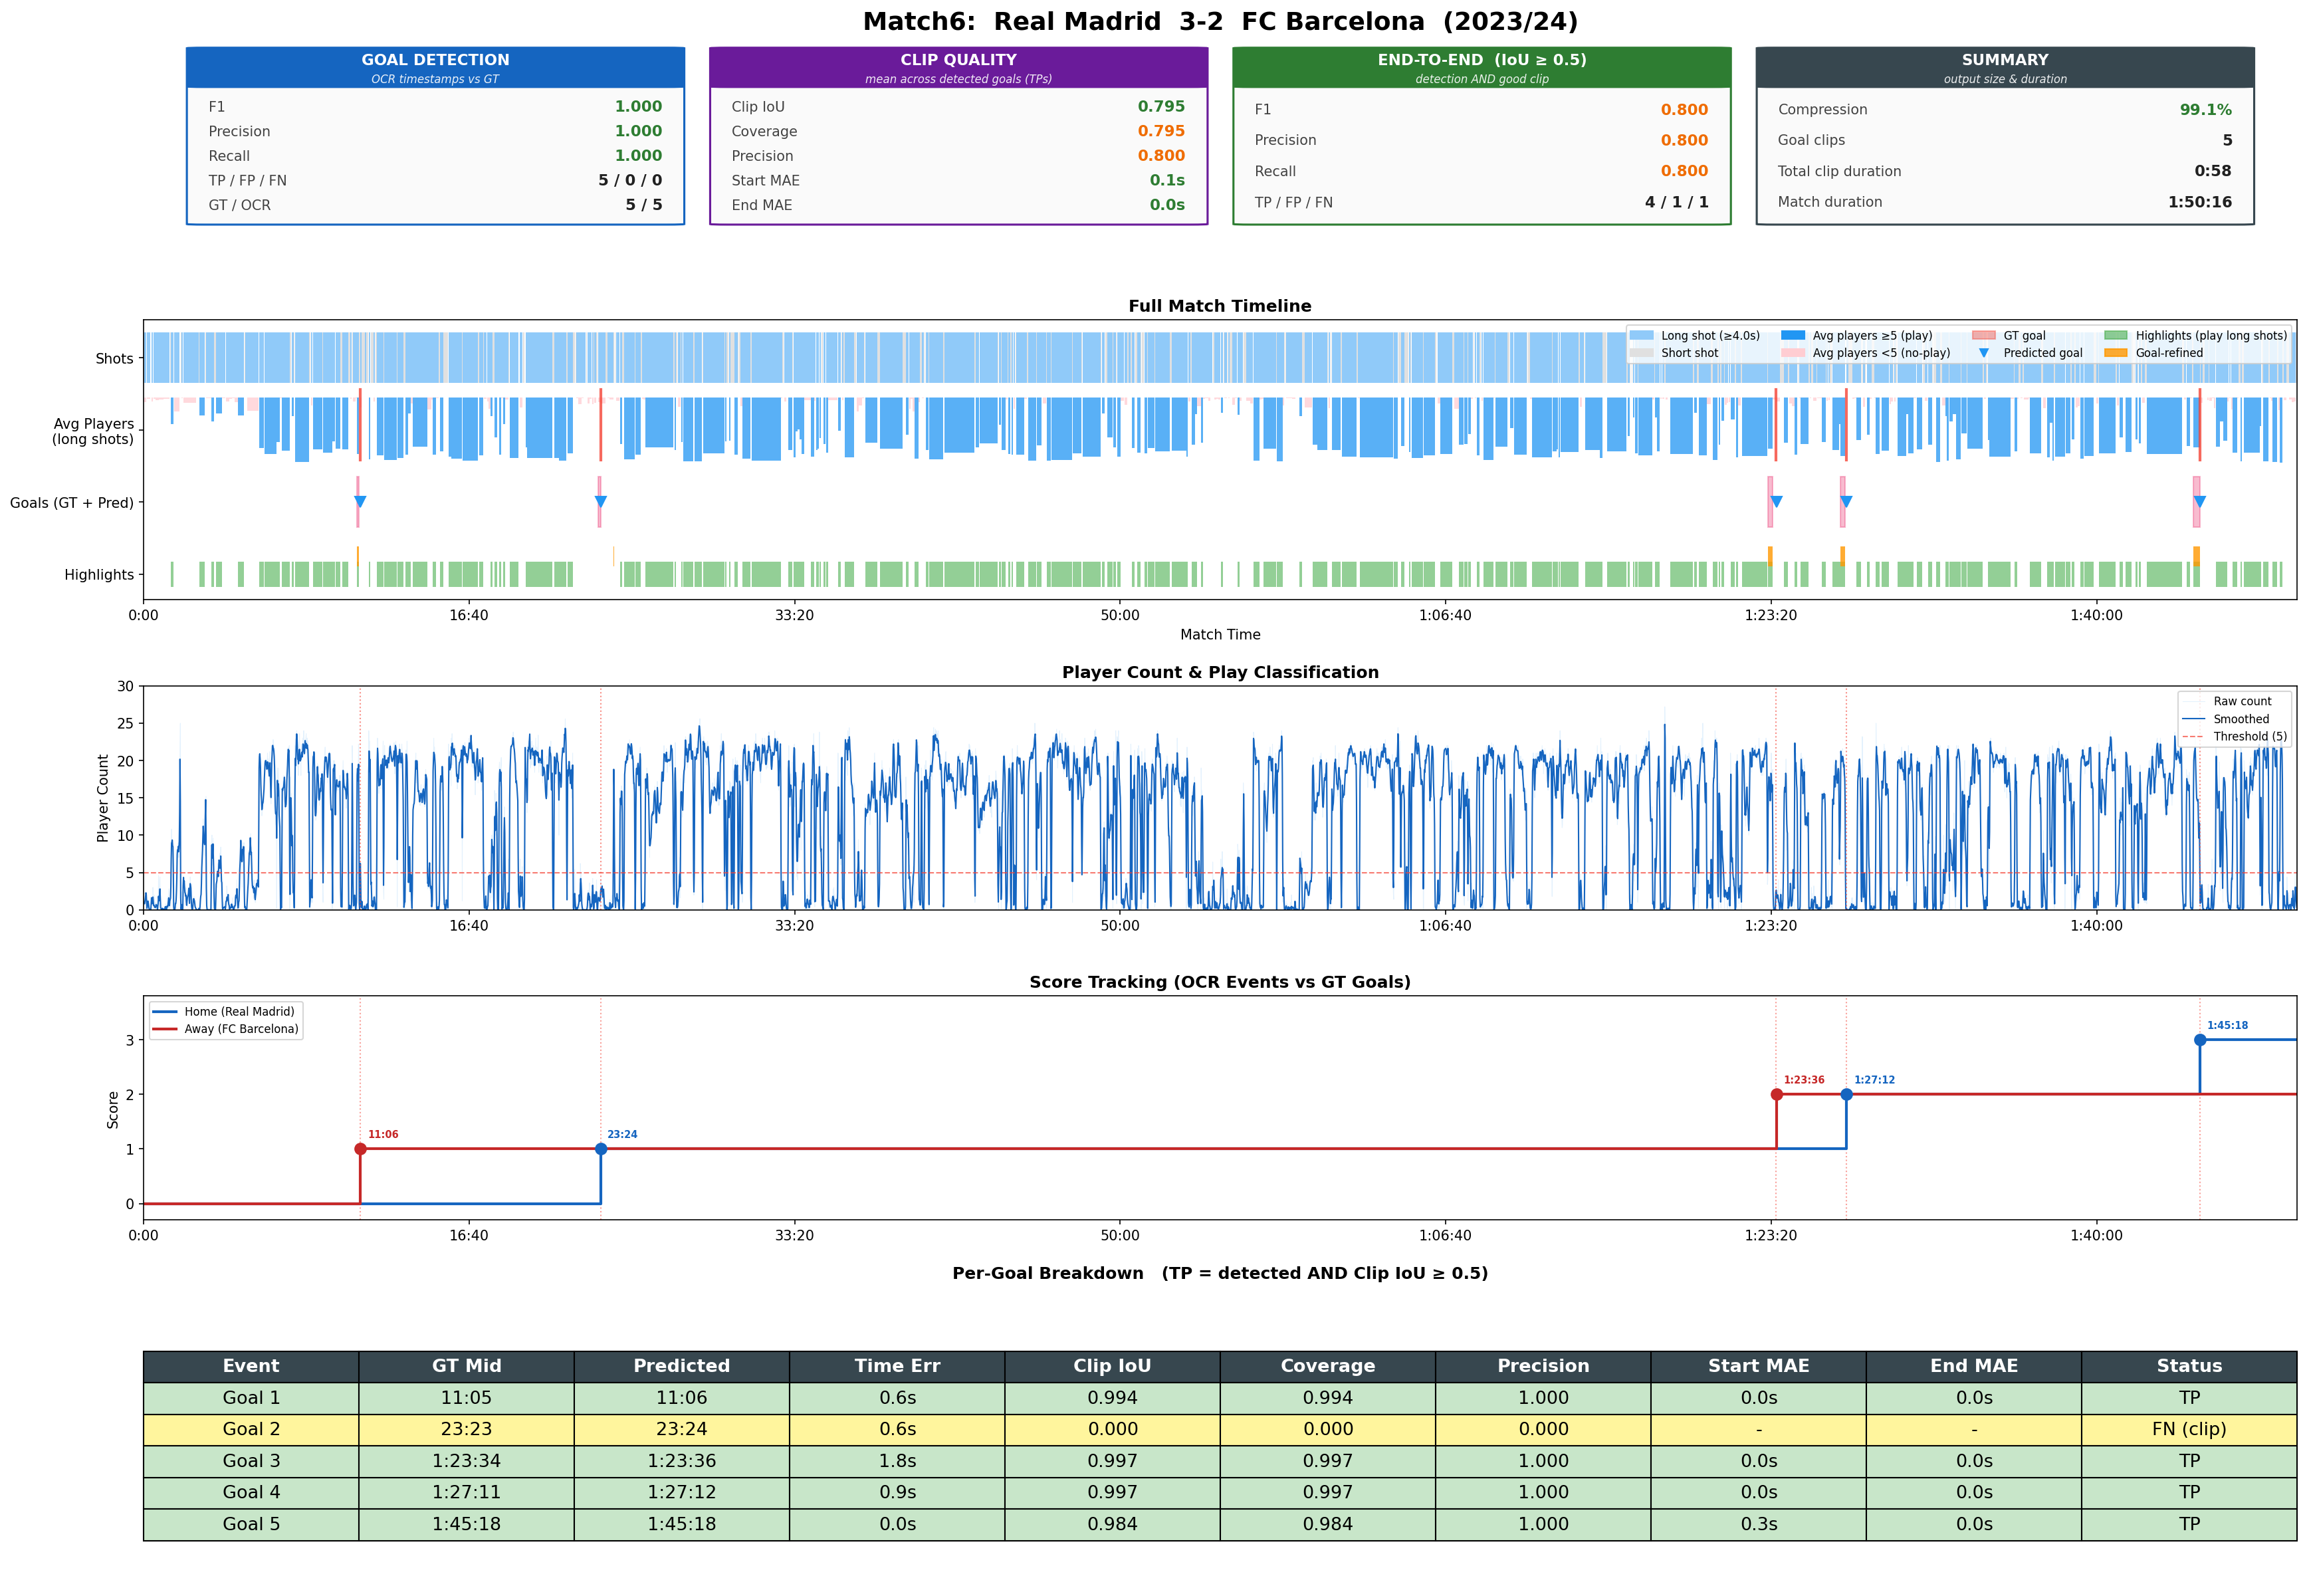 Match6:  Real Madrid  3-2  FC Barcelona  (2023/24)
GOAL DETECTION
OCR timestamps vs GT
F1 1.000
Precision 1.000
Recall 1.000
TP / FP / FN 5 / 0 / 0
GT / OCR 5 / 5
CLIP QUALITY
mean across detected goals (TPs)
Clip IoU 0.795
Coverage 0.795
Precision 0.800
Start MAE 0.1s
End MAE 0.0s
END-TO-END  (IoU ≥ 0.5)
detection AND good clip
F1 0.800
Precision 0.800
Recall 0.800
TP / FP / FN 4 / 1 / 1
SUMMARY
output size & duration
Compression 99.1%
Goal clips 5
Total clip duration 0:58
Match duration 1:50:16
Full Match Timeline
Long shot (≥4.0s) Avg players ≥5 (play) GT goal Highlights (play long shots)
Short shot Avg players <5 (no-play) Predicted goal Goal-refined
Shots
Avg Players
(long shots)
Goals (GT + Pred)
Highlights
0:00 16:40 33:20 50:00 1:06:40 1:23:20 1:40:00
Match Time
Player Count & Play Classification
Raw count
Smoothed
Threshold (5)
Player Count
30
25
20
15
10
5
0
0:00 16:40 33:20 50:00 1:06:40 1:23:20 1:40:00
Score Tracking (OCR Events vs GT Goals)
Home (Real Madrid)
Away (FC Barcelona)
Score
3
2
1
0
11:06
23:24
1:23:36
1:27:12
1:45:18
0:00 16:40 33:20 50:00 1:06:40 1:23:20 1:40:00
Per-Goal Breakdown   (TP = detected AND Clip IoU ≥ 0.5)
Event GT Mid Predicted Time Err Clip IoU Coverage Precision Start MAE End MAE Status
Goal 1 11:05 11:06 0.6s 0.994 0.994 1.000 0.0s 0.0s TP
Goal 2 23:23 23:24 0.6s 0.000 0.000 0.000 - - FN (clip)
Goal 3 1:23:34 1:23:36 1.8s 0.997 0.997 1.000 0.0s 0.0s TP
Goal 4 1:27:11 1:27:12 0.9s 0.997 0.997 1.000 0.0s 0.0s TP
Goal 5 1:45:18 1:45:18 0.0s 0.984 0.984 1.000 0.3s 0.0s TP